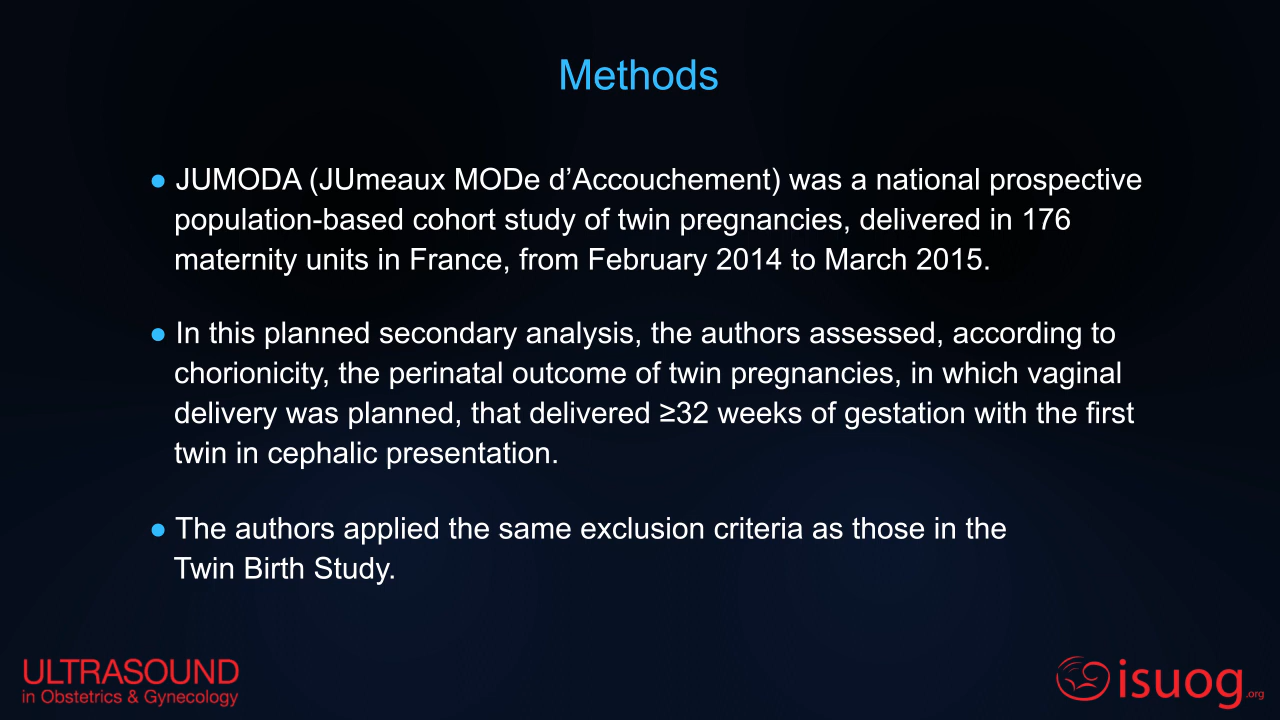 Methods
● JUMODA (JUmeaux MODe d’Accouchement) was a national prospective
population-based cohort study of twin pregnancies, delivered in 176
maternity units in France, from February 2014 to March 2015.
● In this planned secondary analysis, the authors assessed, according to
chorionicity, the perinatal outcome of twin pregnancies, in which vaginal
delivery was planned, that delivered ≥32 weeks of gestation with the first
twin in cephalic presentation.
● The authors applied the same exclusion criteria as those in the
Twin Birth Study.
ULTRASOUND
in Obstetrics & Gynecology
isuog.org